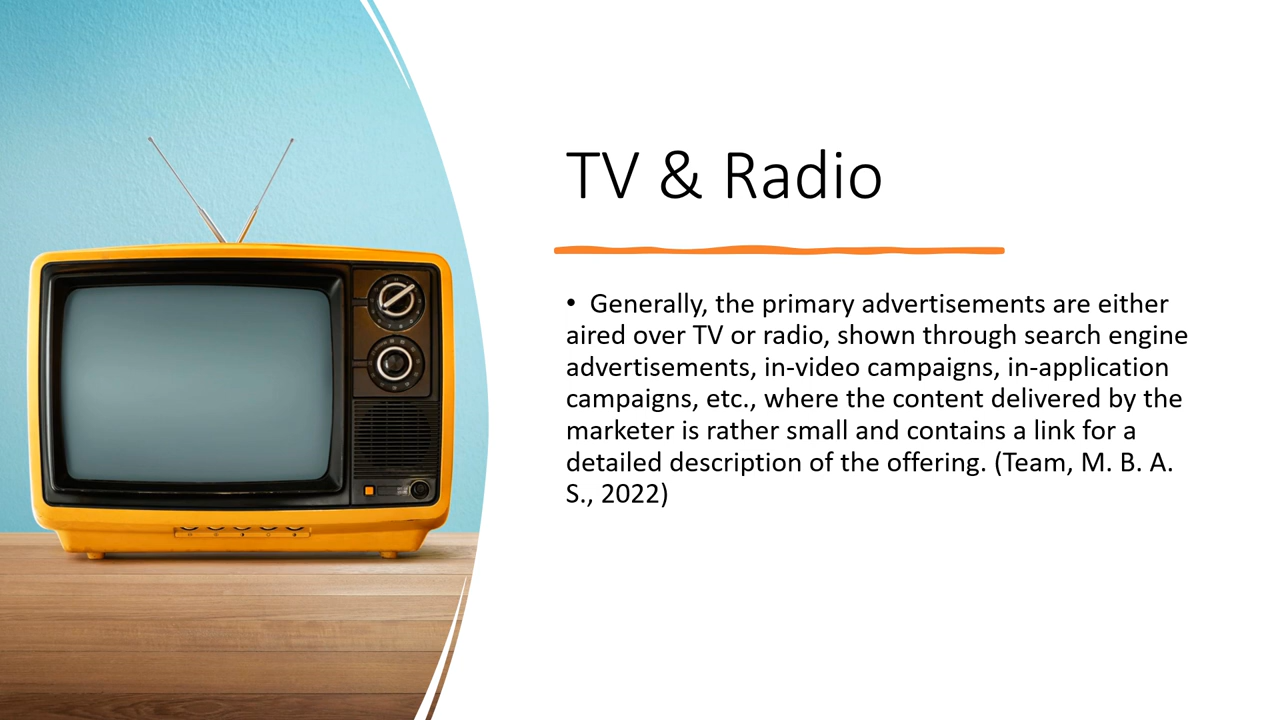 TV & Radio
• Generally, the primary advertisements are either
aired over TV or radio, shown through search engine
advertisements, in-video campaigns, in-application
campaigns, etc., where the content delivered by the
marketer is rather small and contains a link for a
detailed description of the offering. (Team, M. B. A.
S., 2022)